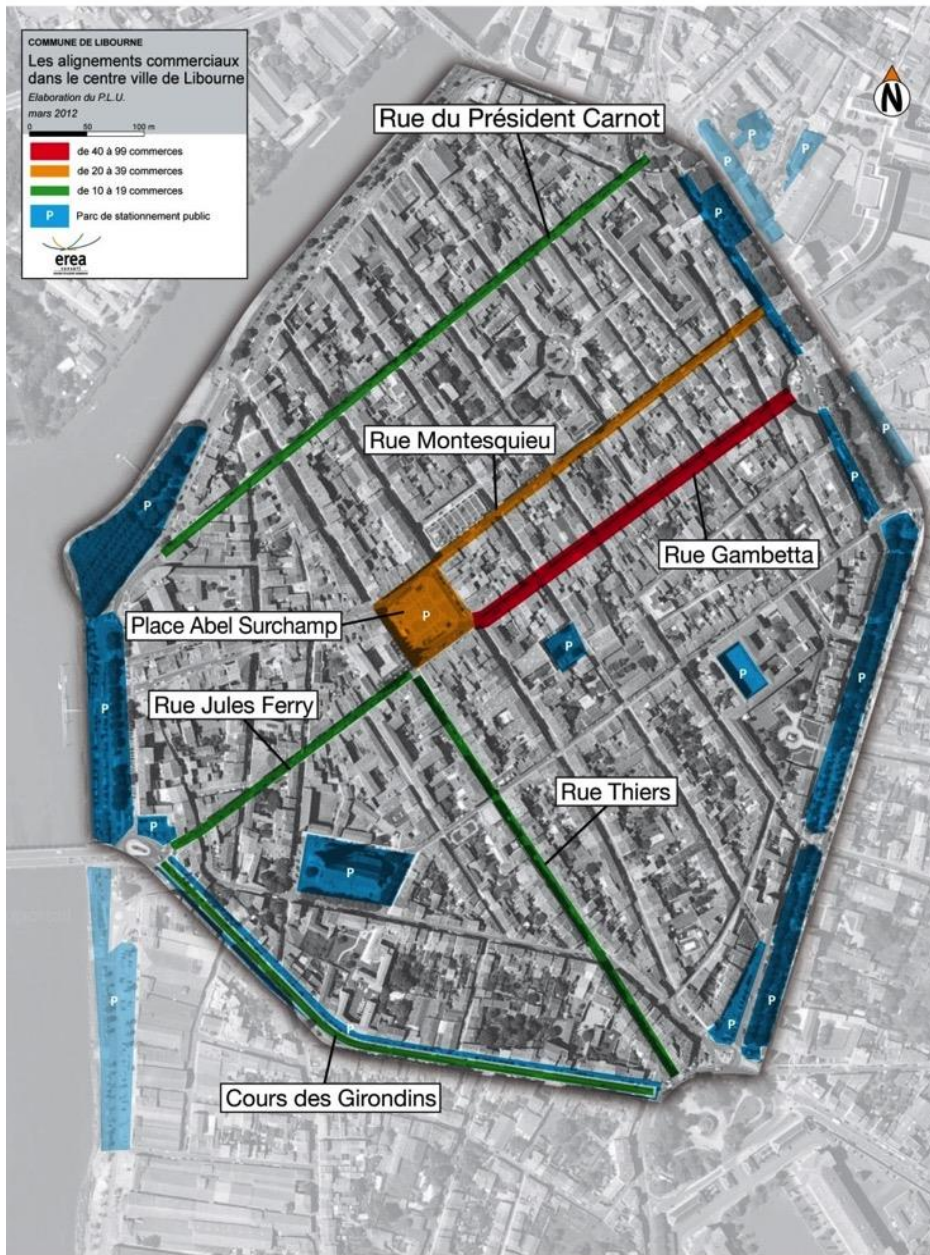 COMMUNE DE LIBOURNE
Les alignements commerciaux
dans le centre ville de Libourne
Elaboration du P.L.U.
mars 2012
0 50 100 m
de 40 à 99 commerces
de 20 à 39 commerces
de 10 à 19 commerces
P Parc de stationnement public
erea
conseil
N
Rue du Président Carnot
P
P
P
P
Rue Montesquieu
P
P
Rue Gambetta
Place Abel Surchamp
P
P
P
P
P
Rue Jules Ferry
Rue Thiers
P
P
P
P
P
P
Cours des Girondins